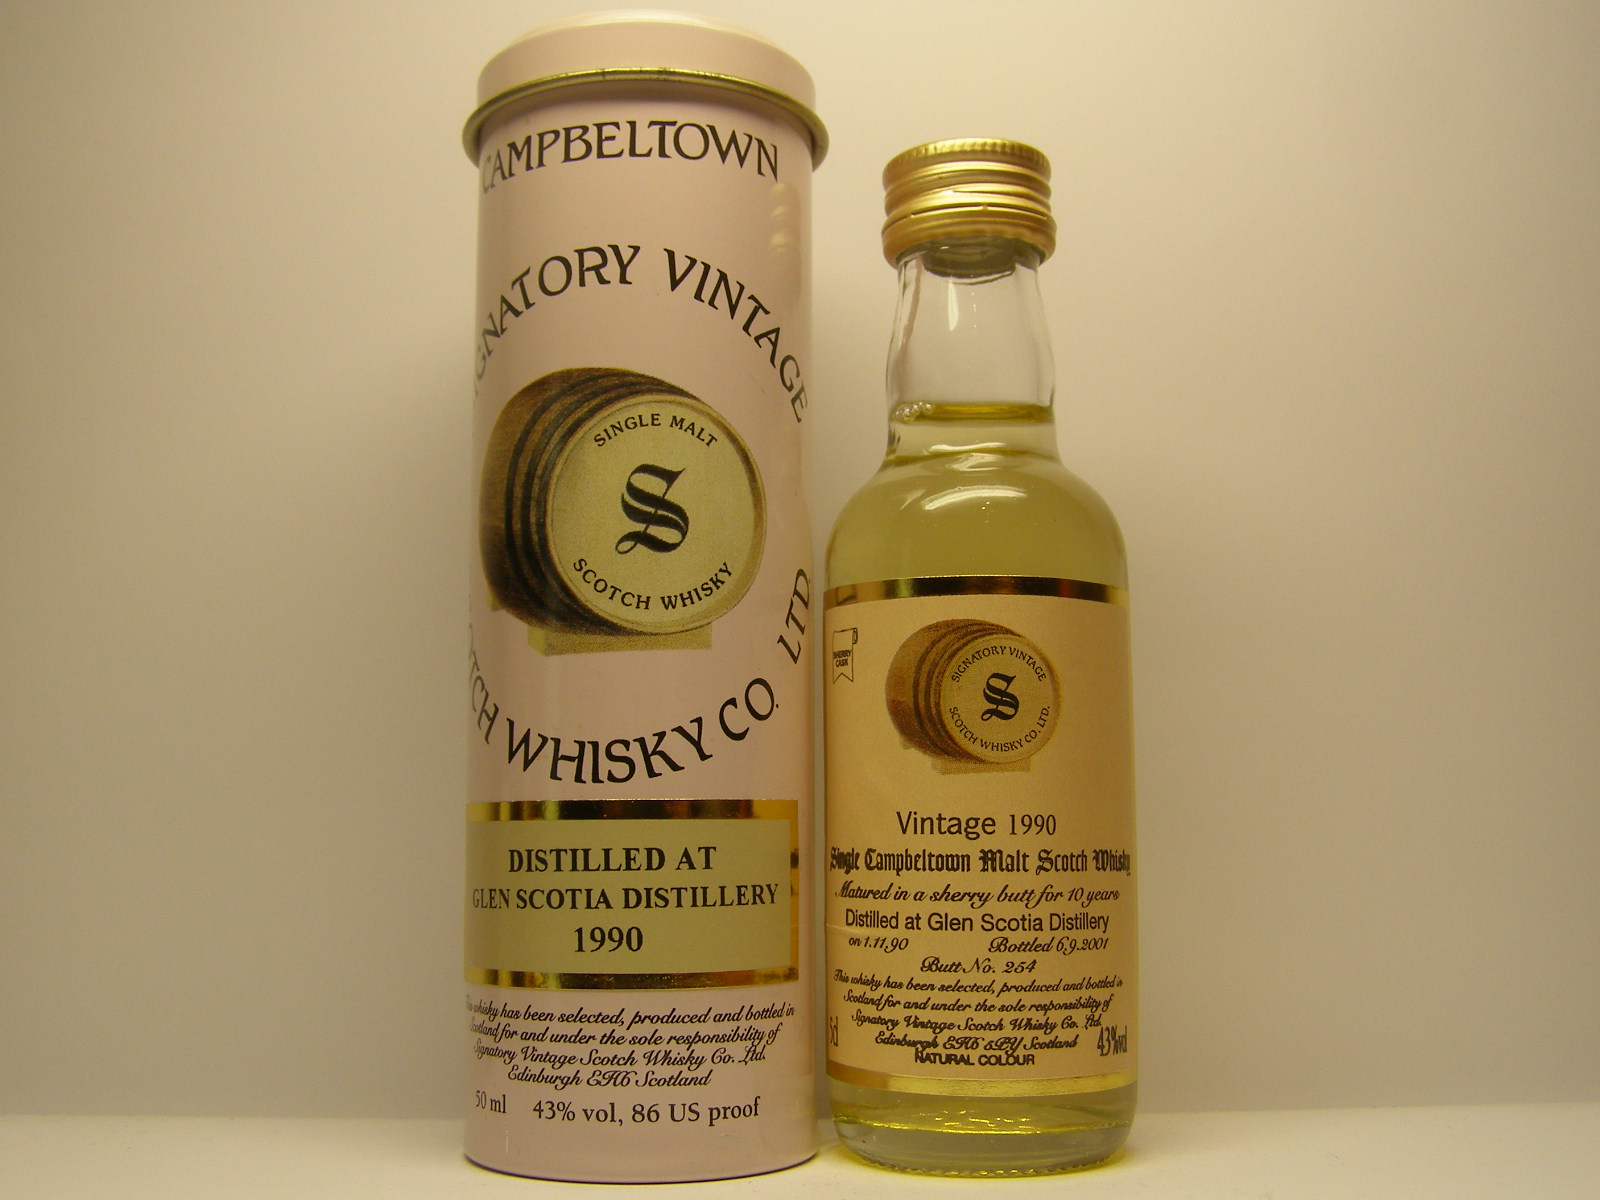 CAMPBELTOWN
SIGNATORY VINTAGE
SCOTCH WHISKY CO. LTD
SINGLE MALT
S
SCOTCH WHISKY
DISTILLED AT
GLEN SCOTIA DISTILLERY
1990
This whisky has been selected, produced and bottled in
Scotland for and under the sole responsibility of
Signatory Vintage Scotch Whisky Co. Ltd.
Edinburgh EH6 Scotland
50 ml 43% vol, 86 US proof
SHERRY
CASK
SIGNATORY VINTAGE
S
SCOTCH WHISKY CO. LTD.
Vintage 1990
Single Campbeltown Malt Scotch Whisky
Matured in a sherry butt for 10 years
Distilled at Glen Scotia Distillery
on 1.11.90 Bottled 6.9.2001
Butt No. 254
This whisky has been selected, produced and bottled in
Scotland for and under the sole responsibility of
Signatory Vintage Scotch Whisky Co. Ltd.
5cl Edinburgh EH6 5PY Scotland 43%vol
NATURAL COLOUR